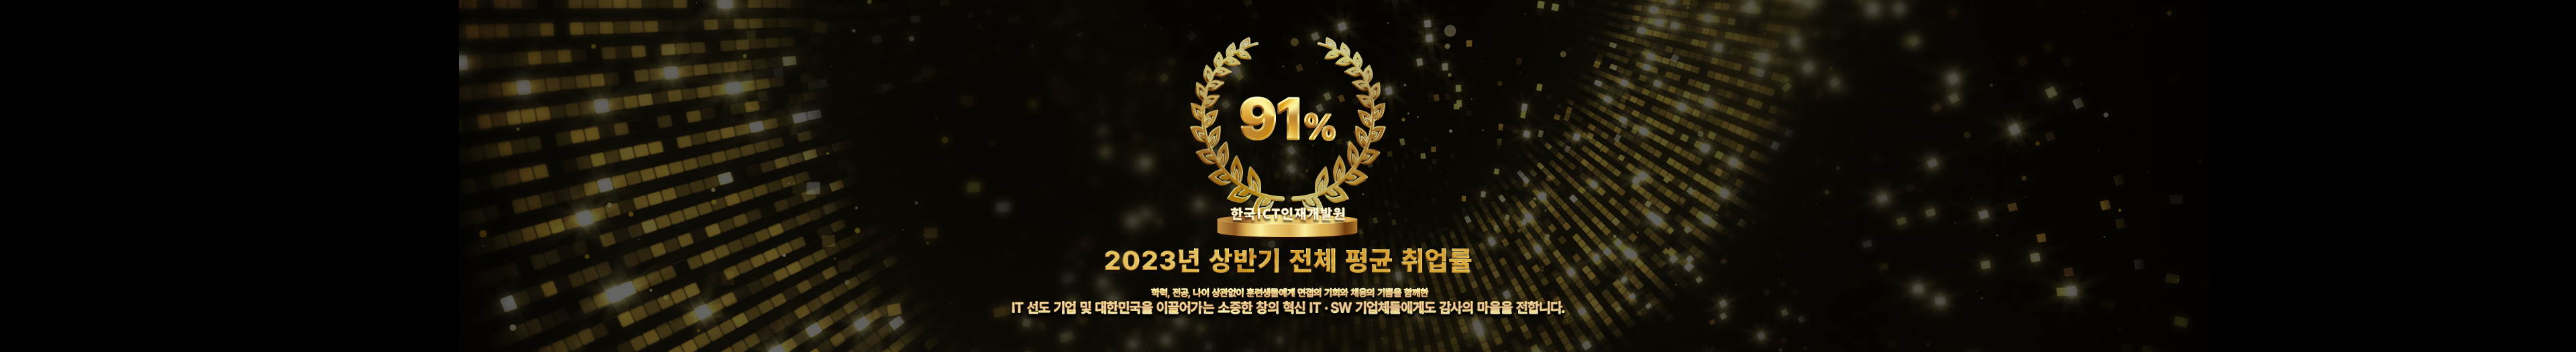 91%
한국ICT인재개발원
2023년 상반기 전체 평균 취업률
학력, 전공, 나이 상관없이 훈련생들에게 면접의 기회와 채용의 기쁨을 함께한
IT 선도 기업 및 대한민국을 이끌어가는 소중한 창의 혁신 IT · SW 기업체들에게도 감사의 마음을 전합니다.